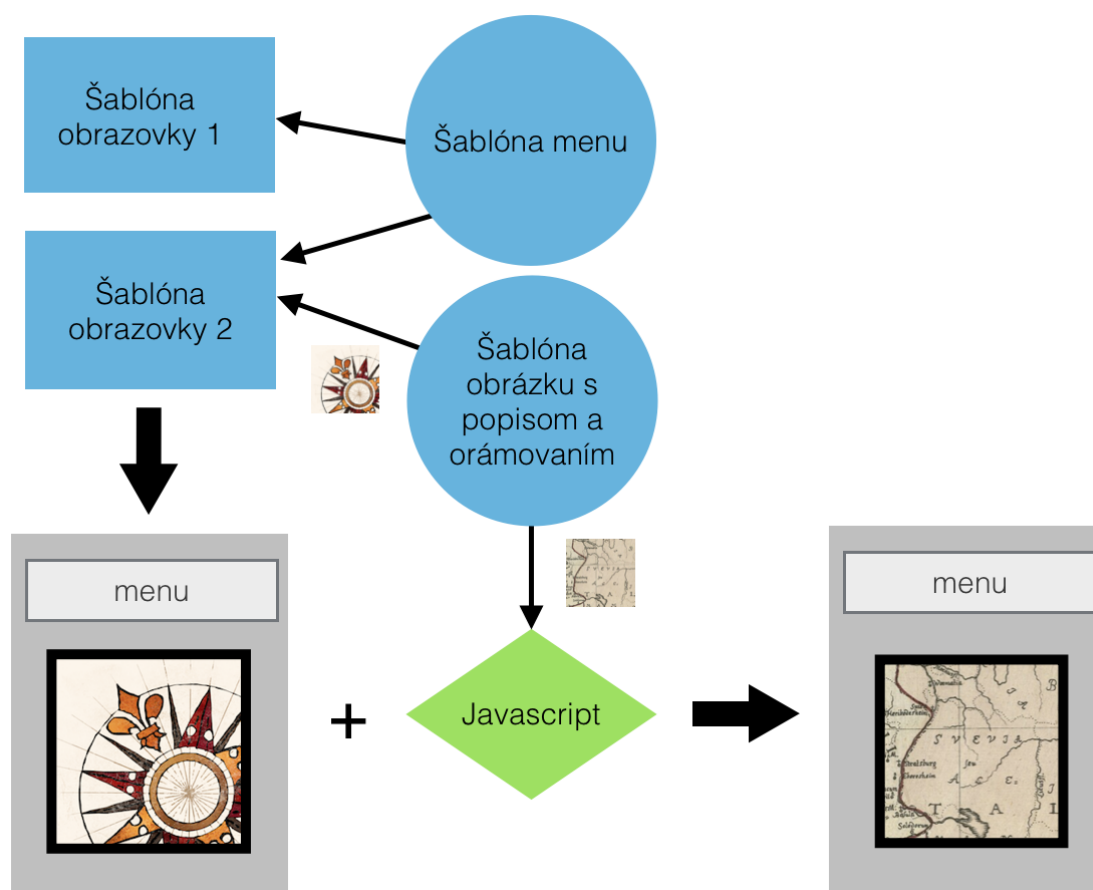 Šablóna
obrazovky 1
Šablóna menu
Šablóna
obrazovky 2
Šablóna
obrázku s
popisom a
orámovaním
menu
Javascript
menu
B
S V E V I A
A C E.
J
T A I